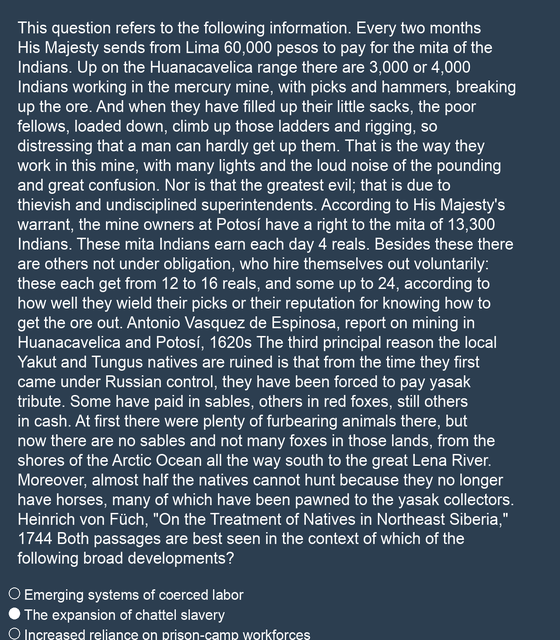 This question refers to the following information. Every two months
His Majesty sends from Lima 60,000 pesos to pay for the mita of the
Indians. Up on the Huanacavelica range there are 3,000 or 4,000
Indians working in the mercury mine, with picks and hammers, breaking
up the ore. And when they have filled up their little sacks, the poor
fellows, loaded down, climb up those ladders and rigging, so
distressing that a man can hardly get up them. That is the way they
work in this mine, with many lights and the loud noise of the pounding
and great confusion. Nor is that the greatest evil; that is due to
thievish and undisciplined superintendents. According to His Majesty's
warrant, the mine owners at Potosí have a right to the mita of 13,300
Indians. These mita Indians earn each day 4 reals. Besides these there
are others not under obligation, who hire themselves out voluntarily:
these each get from 12 to 16 reals, and some up to 24, according to
how well they wield their picks or their reputation for knowing how to
get the ore out. Antonio Vasquez de Espinosa, report on mining in
Huanacavelica and Potosí, 1620s The third principal reason the local
Yakut and Tungus natives are ruined is that from the time they first
came under Russian control, they have been forced to pay yasak
tribute. Some have paid in sables, others in red foxes, still others
in cash. At first there were plenty of furbearing animals there, but
now there are no sables and not many foxes in those lands, from the
shores of the Arctic Ocean all the way south to the great Lena River.
Moreover, almost half the natives cannot hunt because they no longer
have horses, many of which have been pawned to the yasak collectors.
Heinrich von Füch, "On the Treatment of Natives in Northeast Siberia,"
1744 Both passages are best seen in the context of which of the
following broad developments?
Emerging systems of coerced labor
The expansion of chattel slavery
Increased reliance on prison-camp workforces